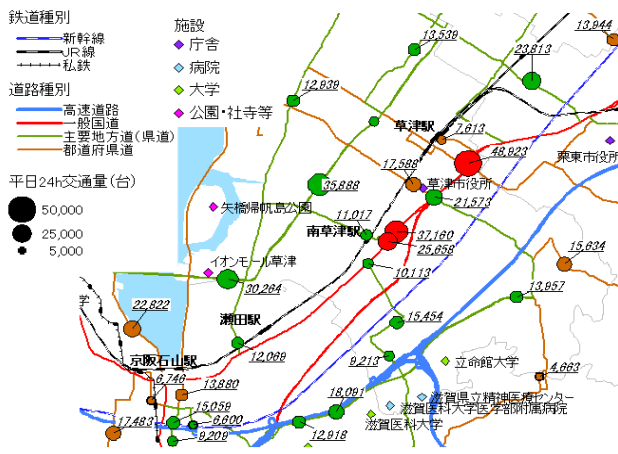 鉄道種別
新幹線
JR線
私鉄
道路種別
高速道路
一般国道
主要地方道(県道)
都道府県道
平日24h交通量(台)
50,000
25,000
5,000
施設
庁舎
病院
大学
公園・社寺等
13,539
13,944
23,813
12,939
草津駅
7,613
48,923
栗東市役所
17,588
草津市役所
21,573
35,888
矢橋帰帆島公園
11,017
南草津駅
37,160
25,658
15,634
イオンモール草津
10,113
30,264
13,957
22,822
瀬田駅
15,454
12,069
9,213
立命館大学
京阪石山駅
4,663
6,746
13,880
滋賀県立精神医療センター
滋賀医科大学医学部附属病院
18,091
15,059
滋賀医科大学
6,600
17,483
12,918
9,209